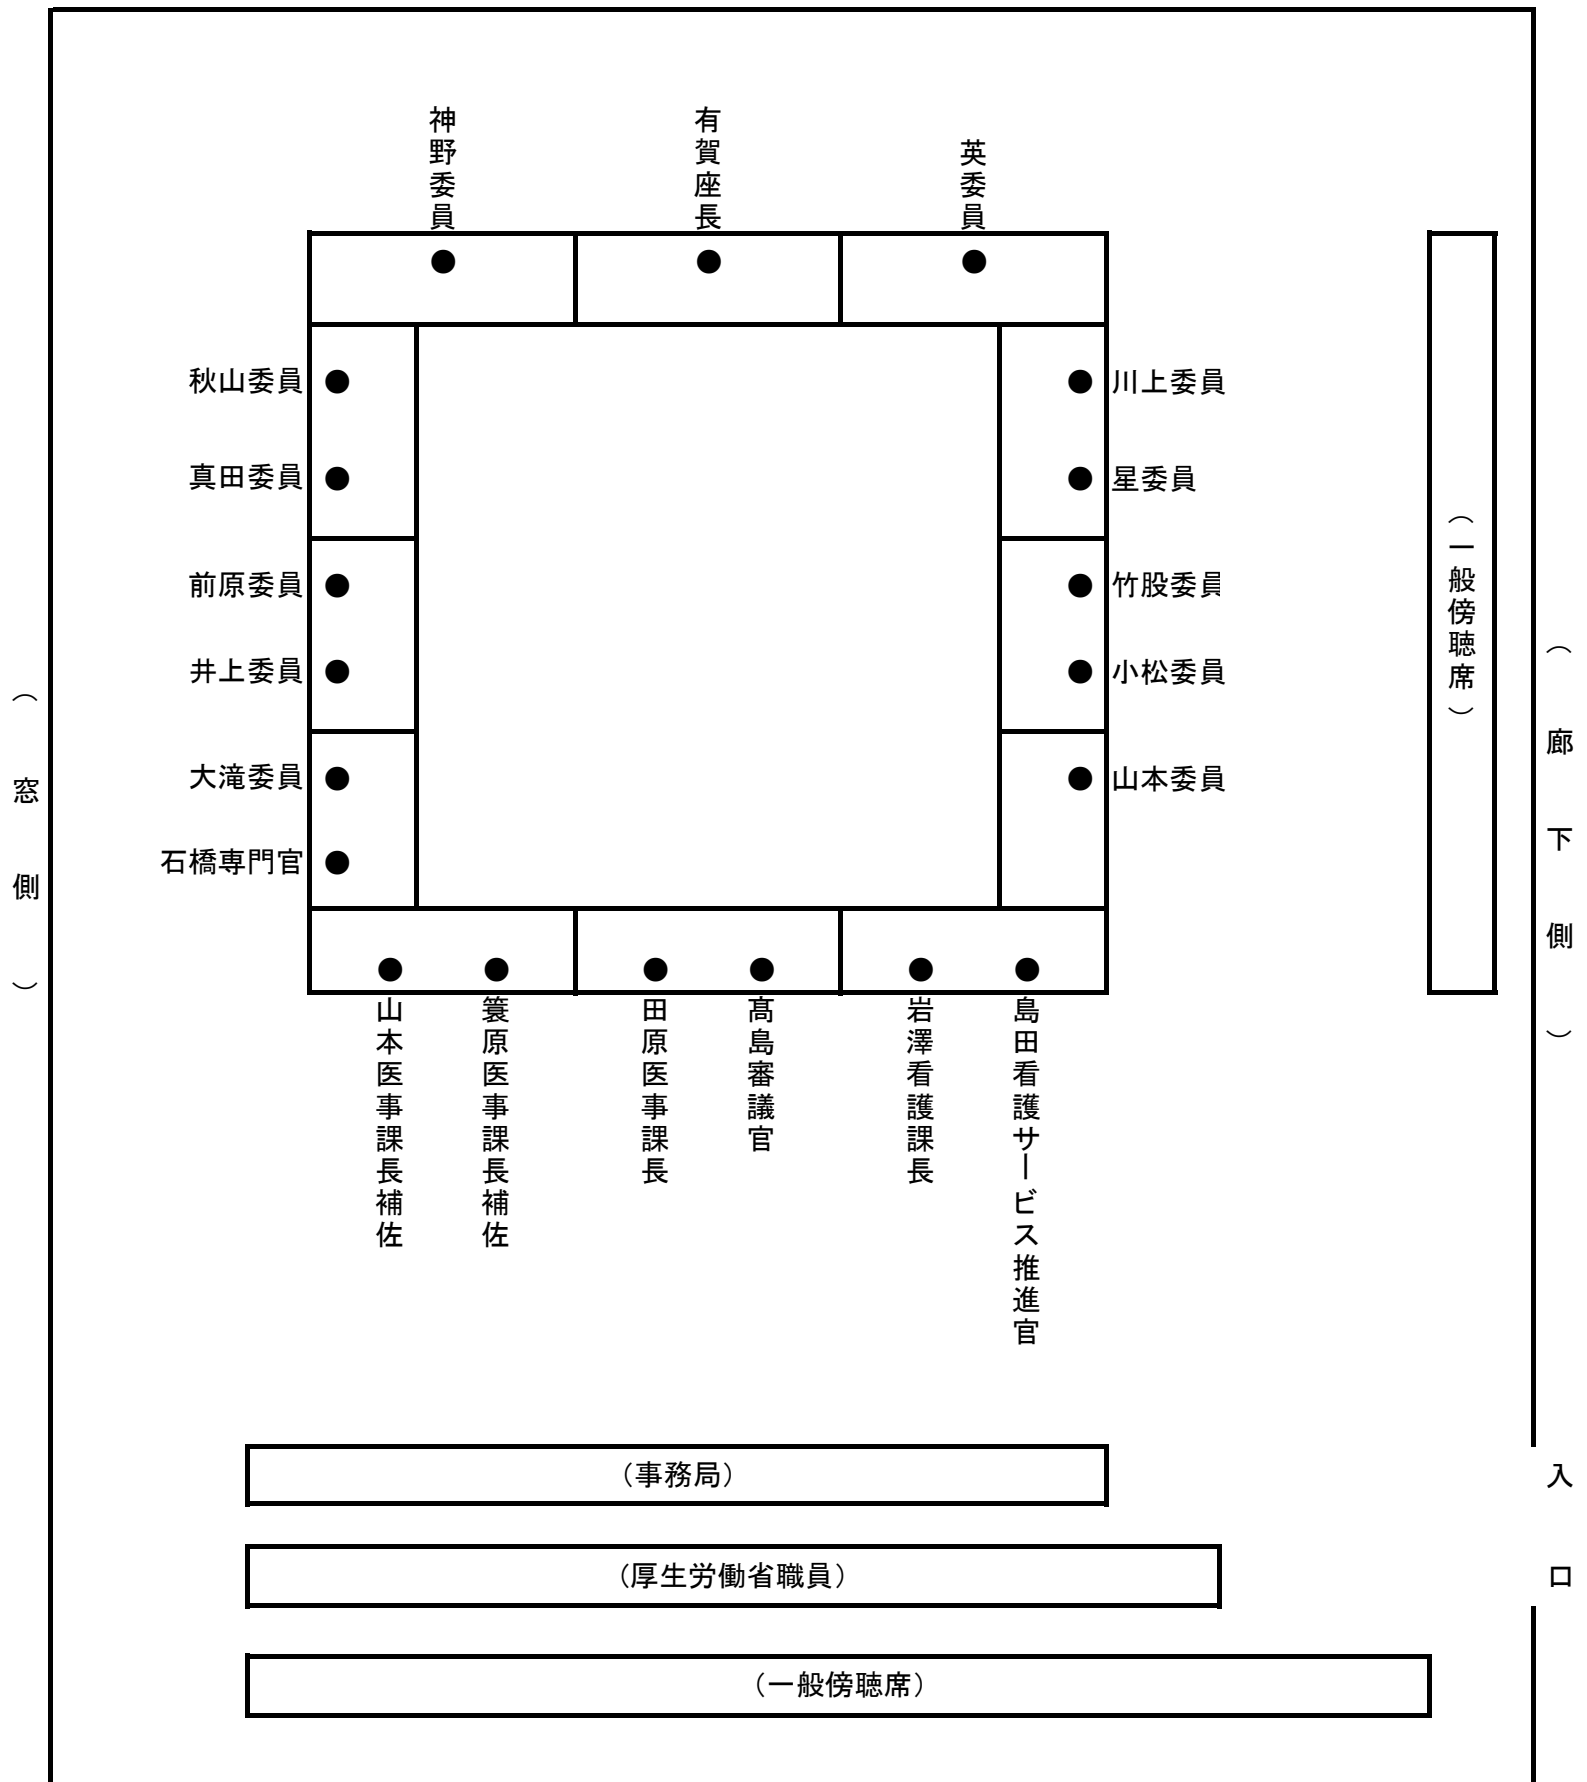 神野委員
有賀座長
英委員
秋山委員
川上委員
真田委員
星委員
前原委員
竹股委員
井上委員
小松委員
大滝委員
山本委員
石橋専門官
山本医事課長補佐
簑原医事課長補佐
田原医事課長
髙島審議官
岩澤看護課長
島田看護サービス推進官
（一般傍聴席）
（窓側）
（廊下側）
入口
（事務局）
（厚生労働省職員）
（一般傍聴席）